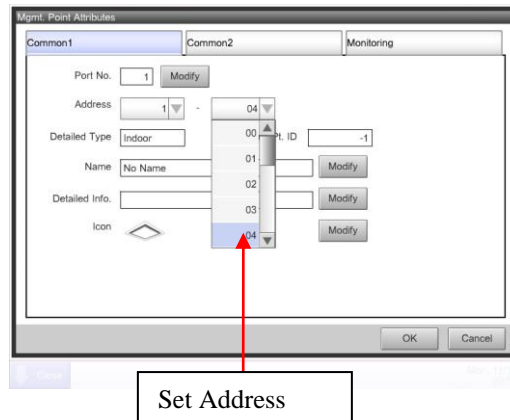 Mgmt. Point Attributes
Common1 Common2 Monitoring
Port No. 1 Modify
Address 1 - 04
Detailed Type Indoor 00 Pt. ID -1
01
Name No Name Modify
02
Detailed Info. 03 Modify
Icon 04 Modify
OK Cancel
Set Address